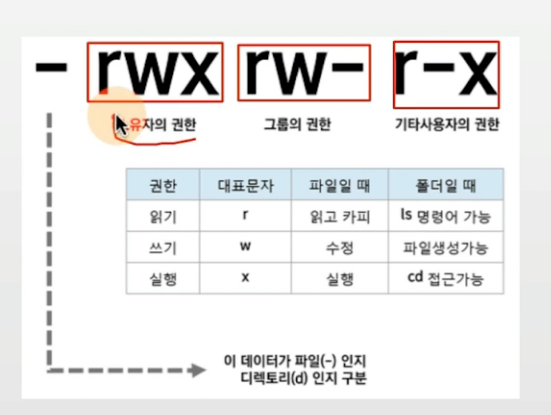 - rwx rw- r-x
유자의 권한 그룹의 권한 기타사용자의 권한
권한 대표문자 파일일 때 폴더일 때
읽기 r 읽고 카피 ls 명령어 가능
쓰기 w 수정 파일생성가능
실행 x 실행 cd 접근가능
이 데이터가 파일(-) 인지
디렉토리(d) 인지 구분